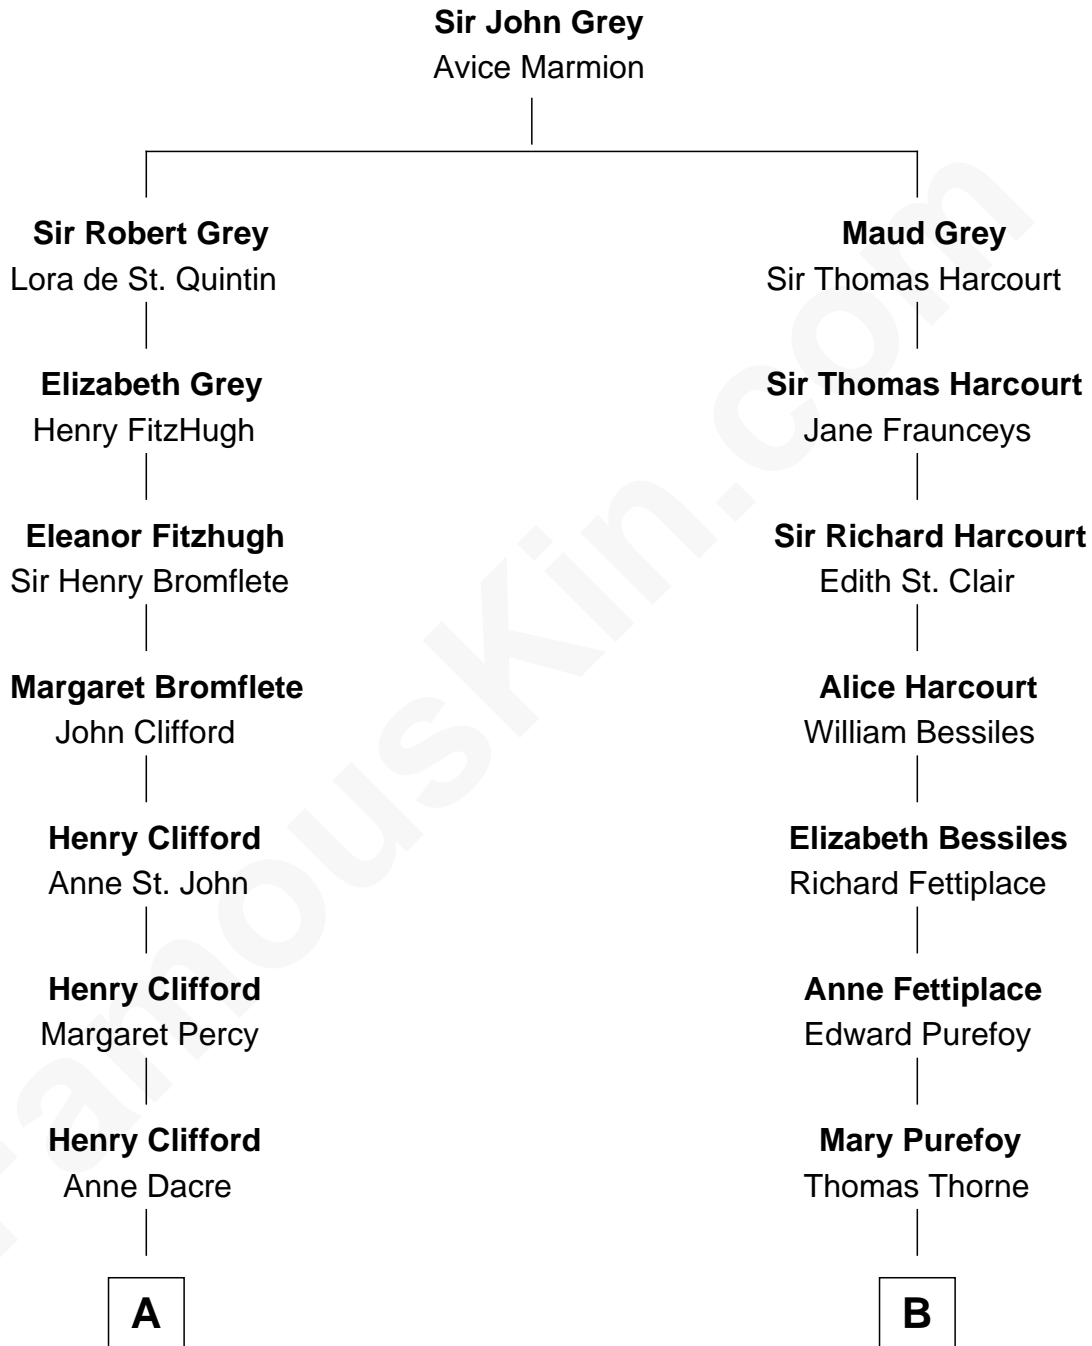 Sir John Grey
Avice Marmion
Sir Robert Grey
Lora de St. Quintin
Maud Grey
Sir Thomas Harcourt
Elizabeth Grey
Henry FitzHugh
Sir Thomas Harcourt
Jane Fraunceys
Eleanor Fitzhugh
Sir Henry Bromflete
Sir Richard Harcourt
Edith St. Clair
Margaret Bromflete
John Clifford
Alice Harcourt
William Bessiles
Henry Clifford
Anne St. John
Elizabeth Bessiles
Richard Fettiplace
Henry Clifford
Margaret Percy
Anne Fettiplace
Edward Purefoy
Henry Clifford
Anne Dacre
Mary Purefoy
Thomas Thorne
A
B
FamousKin.com